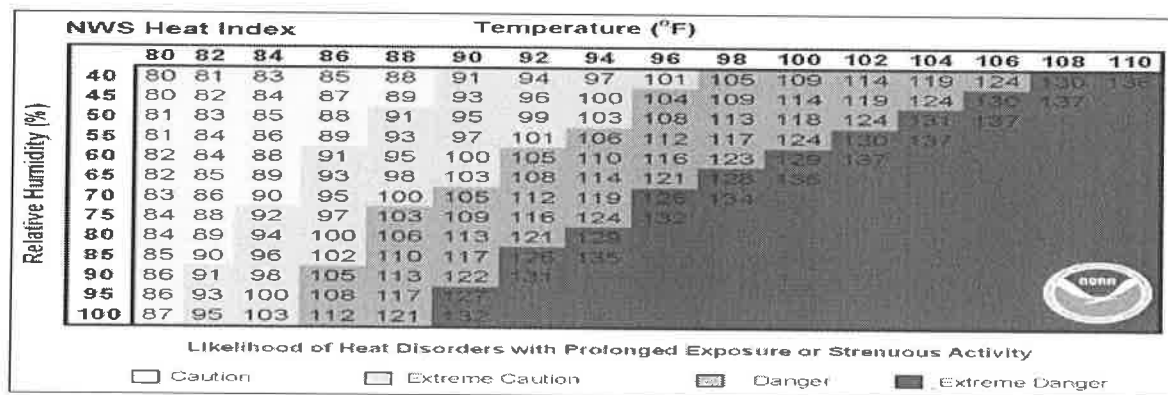 NWS Heat Index Temperature (°F)
80 82 84 86 88 90 92 94 96 98 100 102 104 106 108 110
40 80 81 83 85 88 91 94 97 101 105 109 114 119 124 130 136
45 80 82 84 87 89 93 96 100 104 109 114 119 124 130 137
50 81 83 85 88 91 95 99 103 108 113 118 124 131 137
55 81 84 86 89 93 97 101 106 112 117 124 130 137
60 82 84 88 91 95 100 105 110 116 123 129 137
65 82 85 89 93 98 103 108 114 121 128 136
70 83 86 90 95 100 105 112 119 126 134
75 84 88 92 97 103 109 116 124 132
80 84 89 94 100 106 113 121 129
85 85 90 96 102 110 117 126 135
90 86 91 98 105 113 122 131
95 86 93 100 108 117 127
100 87 95 103 112 121 132
Relative Humidity (%)
noaa
Likelihood of Heat Disorders with Prolonged Exposure or Strenuous Activity
Caution Extreme Caution Danger Extreme Danger